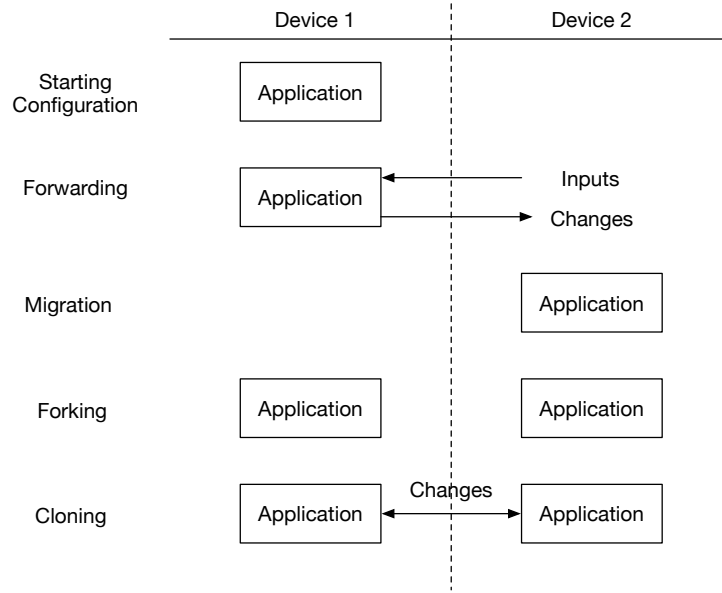 Device 1
Device 2
Starting
Configuration
Application
Forwarding
Application
Inputs
Changes
Migration
Application
Forking
Application
Application
Cloning
Application
Changes
Application